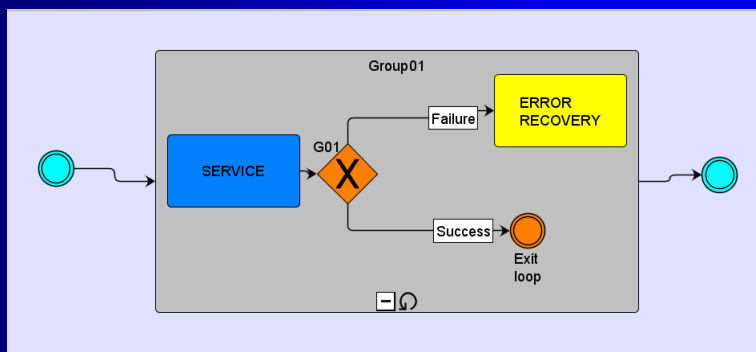 Group01
ERROR
RECOVERY
Failure
G01
SERVICE
X
Success
Exit
loop